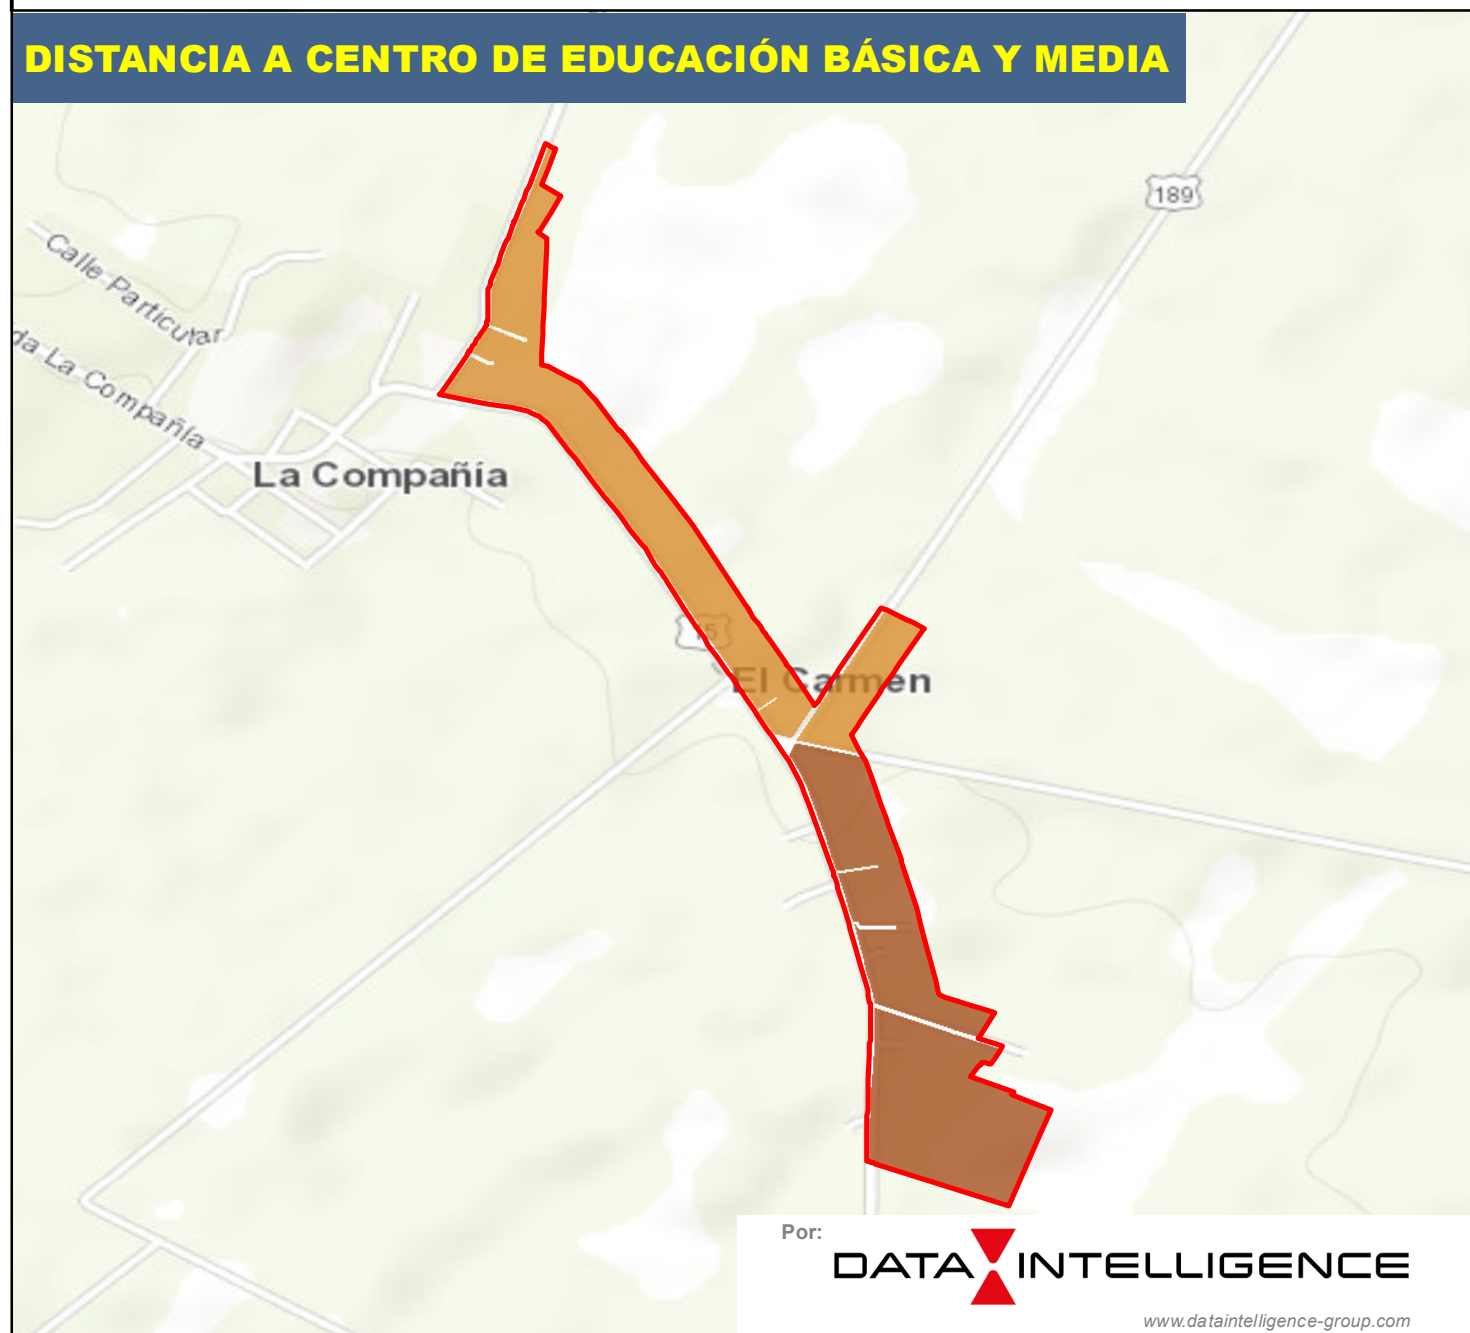 DISTANCIA A CENTRO DE EDUCACIÓN BÁSICA Y MEDIA
189
Calle Particular
da La Compañía
La Compañía
15
El Carmen
Por:
DATA INTELLIGENCE
www.dataintelligence-group.com